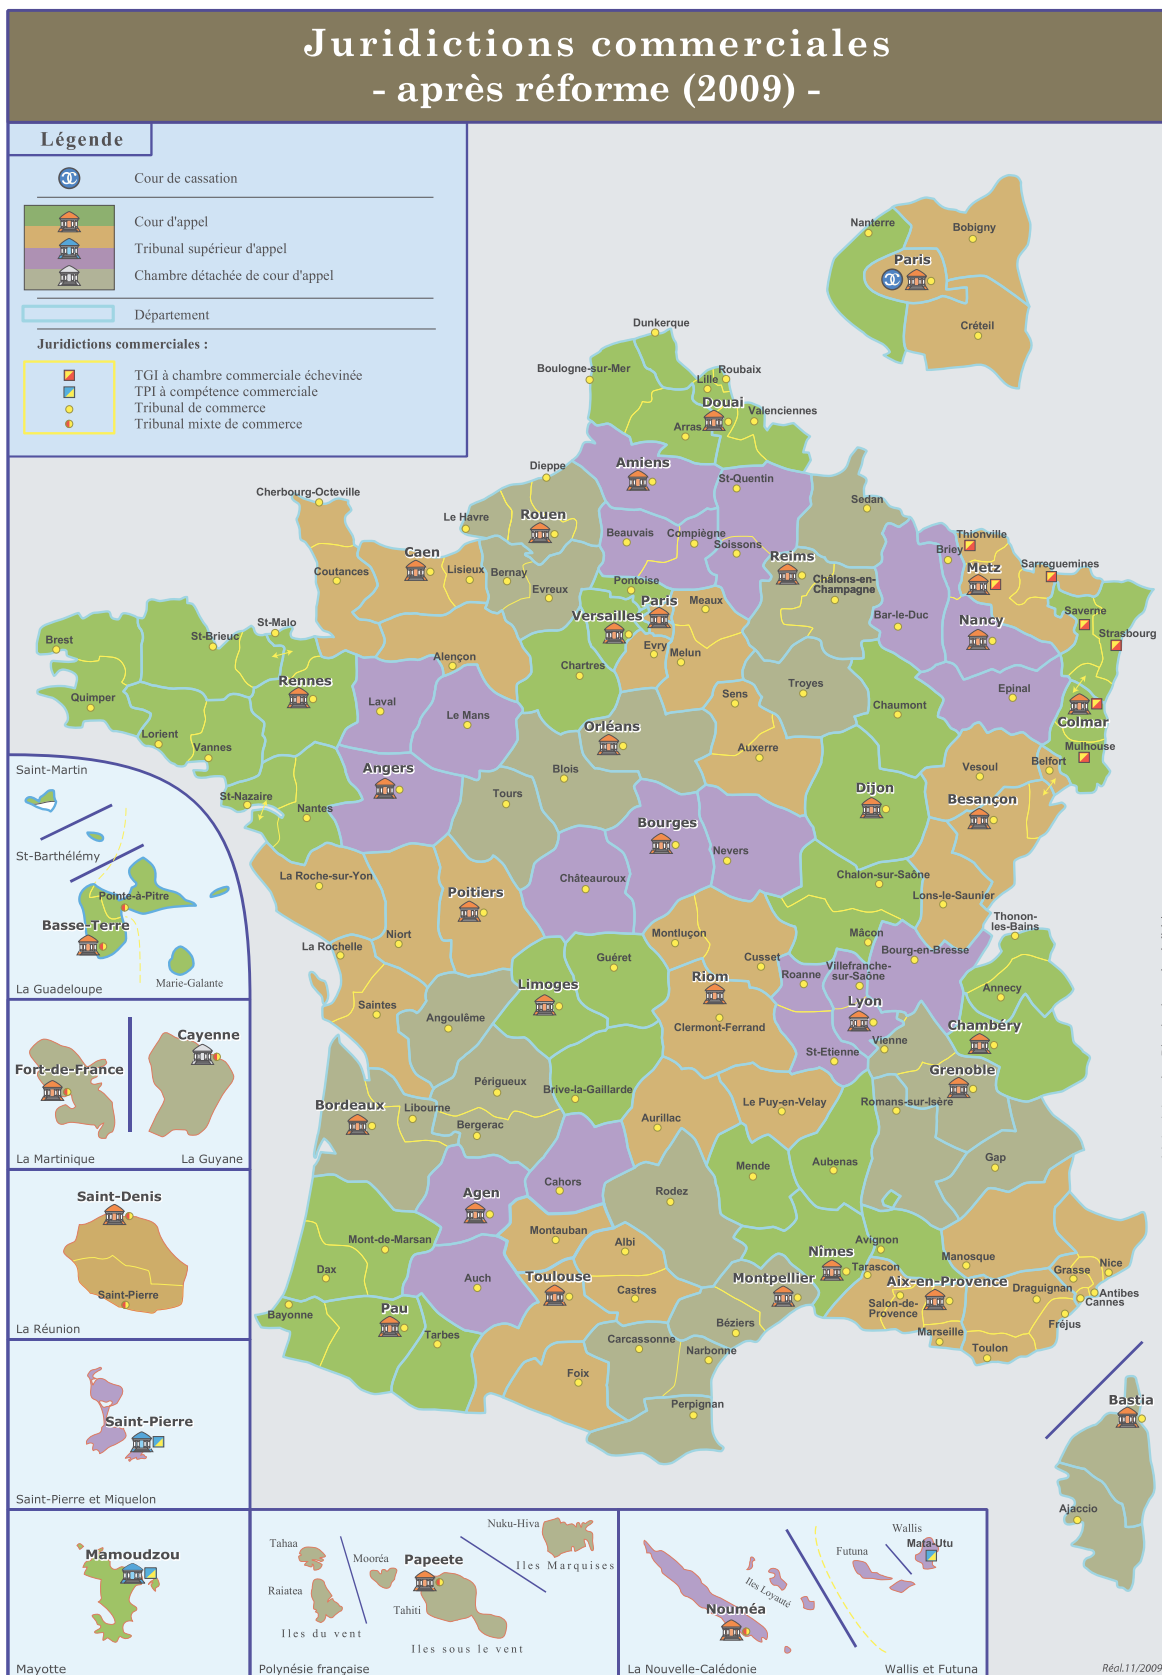 Juridictions commerciales
- après réforme (2009) -
Légende
Cour de cassation
Cour d'appel
Tribunal supérieur d'appel
Chambre détachée de cour d'appel
Département
Juridictions commerciales :
TGI à chambre commerciale échevinée
TPI à compétence commerciale
Tribunal de commerce
Tribunal mixte de commerce
Nanterre
Bobigny
Paris
Créteil
Dunkerque
Boulogne-sur-Mer
Roubaix
Lille
Douai
Valenciennes
Arras
Amiens
St-Quentin
Dieppe
Cherbourg-Octeville
Le Havre
Rouen
Sedan
Beauvais
Compiègne
Soissons
Thionville
Briey
Metz
Sarreguemines
Caen
Coutances
Lisieux
Bernay
Evreux
Reims
Châlons-en-
Champagne
Pontoise
Paris
Meaux
Versailles
Bar-le-Duc
Nancy
Saverne
Strasbourg
St-Malo
St-Brieuc
Brest
Evry
Melun
Alençon
Chartres
Rennes
Quimper
Laval
Le Mans
Sens
Troyes
Chaumont
Epinal
Colmar
Lorient
Vannes
Orléans
Auxerre
Mulhouse
Belfort
Vesoul
Angers
Blois
Tours
St-Nazaire
Nantes
Dijon
Besançon
Bourges
Nevers
Saint-Martin
St-Barthélémy
Pointe-à-Pitre
Basse-Terre
Marie-Galante
La Guadeloupe
La Roche-sur-Yon
Poitiers
Châteauroux
Chalon-sur-Saône
Lons-le-Saunier
Thonon-
les-Bains
La Rochelle
Niort
Montluçon
Mâcon
Bourg-en-Bresse
Guéret
Cusset
Roanne
Villefranche-
sur-Saône
Limoges
Riom
Annecy
Saintes
Angoulême
Clermont-Ferrand
Lyon
Chambéry
Vienne
St-Etienne
Grenoble
Fort-de-France
Cayenne
La Martinique
La Guyane
Périgueux
Brive-la-Gaillarde
Bordeaux
Libourne
Bergerac
Aurillac
Le Puy-en-Velay
Romans-sur-Isère
Gap
Mende
Aubenas
Cahors
Rodez
Agen
Saint-Denis
Saint-Pierre
La Réunion
Mont-de-Marsan
Montauban
Albi
Avignon
Nîmes
Manosque
Dax
Auch
Toulouse
Castres
Montpellier
Tarascon
Aix-en-Provence
Salon-de-
Provence
Grasse
Nice
Draguignan
Antibes
Cannes
Fréjus
Bayonne
Pau
Tarbes
Béziers
Marseille
Toulon
Carcassonne
Narbonne
Foix
Perpignan
Bastia
Ajaccio
Saint-Pierre
Saint-Pierre et Miquelon
Mamoudzou
Mayotte
Tahaa
Raiatea
Mooréa
Papeete
Tahiti
Nuku-Hiva
Iles Marquises
Iles du vent
Iles sous le vent
Polynésie française
Nouméa
Iles Loyauté
La Nouvelle-Calédonie
Wallis
Futuna
Mata-Utu
Wallis et Futuna
Réal.11/2009